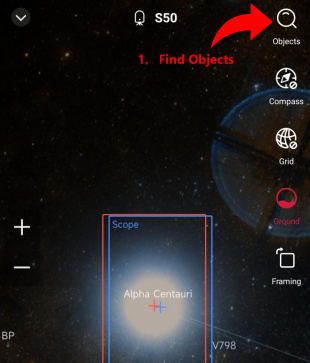 S50
Objects
1. Find Objects
Compass
Grid
Ground
Scope
Framing
Alpha Centauri
BP
V798